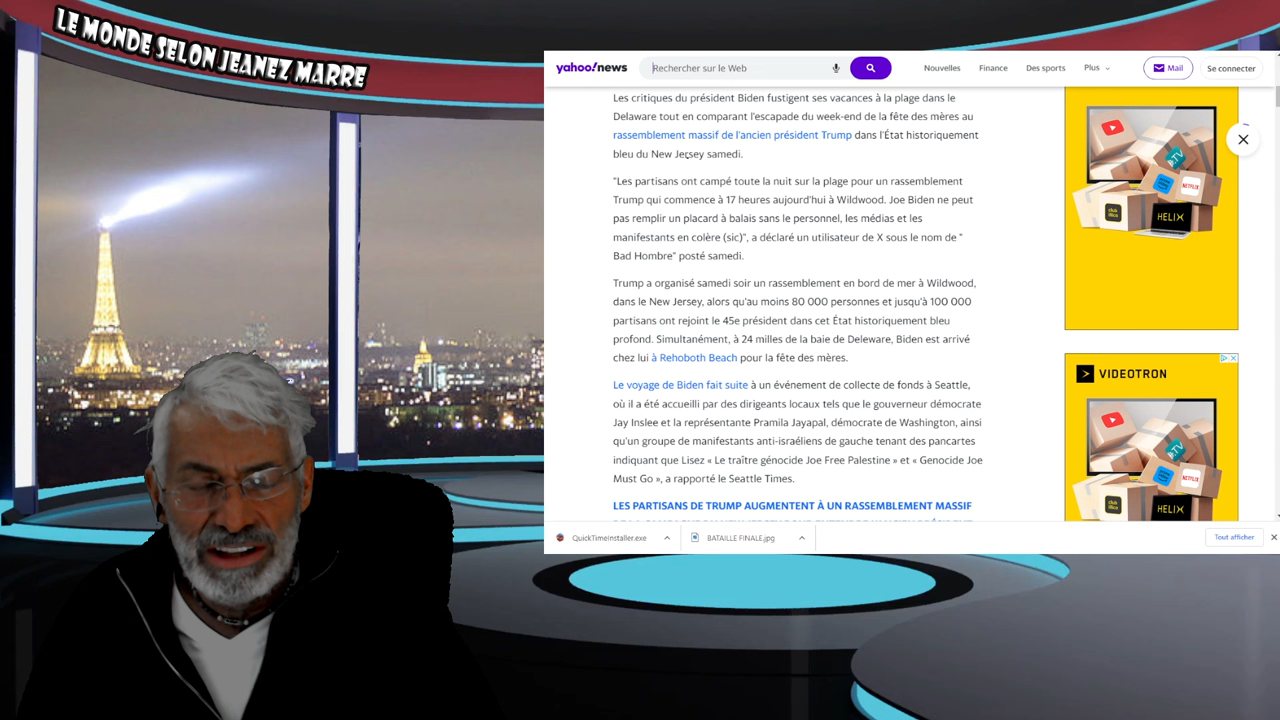 LE MONDE SELON JEANEZ MARRE
yahoo!news
Rechercher sur le Web
Nouvelles
Finance
Des sports
Plus
Mail
Se connecter
Les critiques du président Biden fustigent ses vacances à la plage dans le
Delaware tout en comparant l'escapade du week-end de la fête des mères au
rassemblement massif de l'ancien président Trump dans l'État historiquement
bleu du New Jersey samedi.
"Les partisans ont campé toute la nuit sur la plage pour un rassemblement
Trump qui commence à 17 heures aujourd'hui à Wildwood. Joe Biden ne peut
pas remplir un placard à balais sans le personnel, les médias et les
manifestants en colère (sic)", a déclaré un utilisateur de X sous le nom de "
Bad Hombre" posté samedi.
Trump a organisé samedi soir un rassemblement en bord de mer à Wildwood,
dans le New Jersey, alors qu'au moins 80 000 personnes et jusqu'à 100 000
partisans ont rejoint le 45e président dans cet État historiquement bleu
profond. Simultanément, à 24 milles de la baie de Deleware, Biden est arrivé
chez lui à Rehoboth Beach pour la fête des mères.
Le voyage de Biden fait suite à un événement de collecte de fonds à Seattle,
où il a été accueilli par des dirigeants locaux tels que le gouverneur démocrate
Jay Inslee et la représentante Pramila Jayapal, démocrate de Washington, ainsi
qu'un groupe de manifestants anti-israéliens de gauche tenant des pancartes
indiquant que Lisez « Le traître génocide Joe Free Palestine » et « Genocide Joe
Must Go », a rapporté le Seattle Times.
LES PARTISANS DE TRUMP AUGMENTENT À UN RASSEMBLEMENT MASSIF
NETFLIX
club
illico
HELIX
VIDEOTRON
NETFLIX
club
illico
HELIX
QuickTimeInstaller.exe
BATAILLE FINALE.jpg
Tout afficher